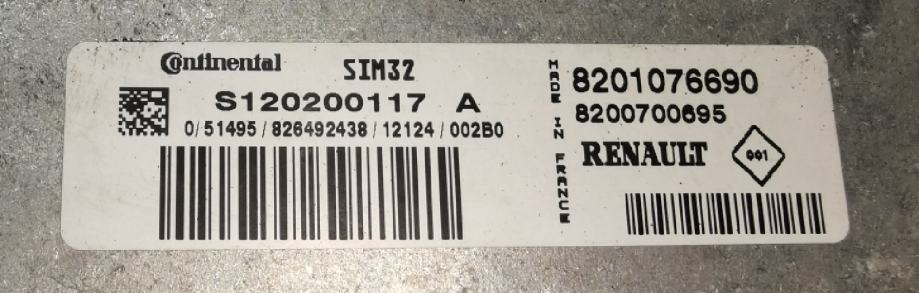 Continental SIM32
S120200117 A
0/51495/826492438/12124/002B0
MADE IN FRANCE
8201076690
8200700695
RENAULT 001